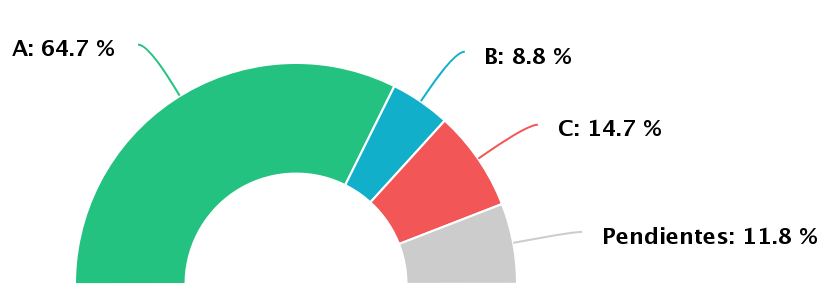 A: 64.7 %
B: 8.8 %
C: 14.7 %
Pendientes: 11.8 %